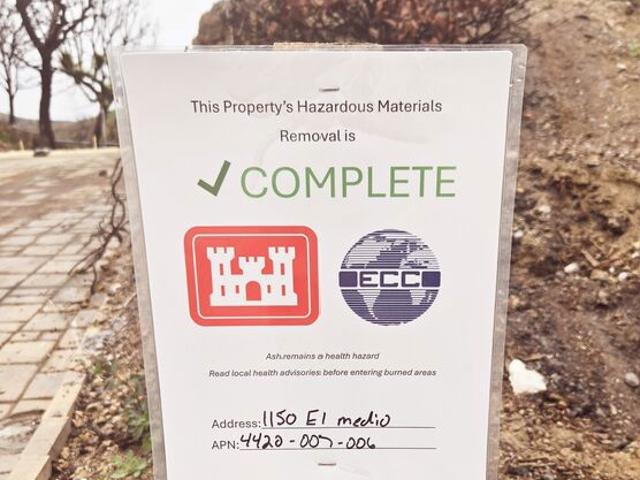 This Property's Hazardous Materials
Removal is
✓ COMPLETE
ECC
Ash remains a health hazard
Read local health advisories before entering burned areas
Address: 1150 El medio
APN: 4420-007-006